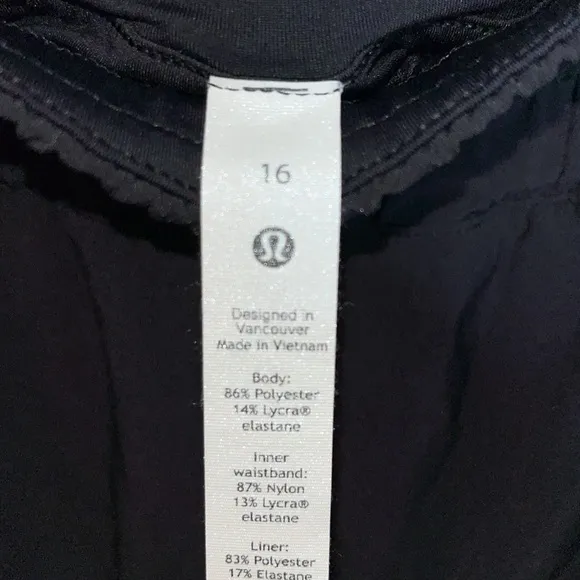 16
Designed in
Vancouver
Made in Vietnam
Body:
86% Polyester
14% Lycra®
elastane
Inner
waistband:
87% Nylon
13% Lycra®
elastane
Liner:
83% Polyester
17% Elastane